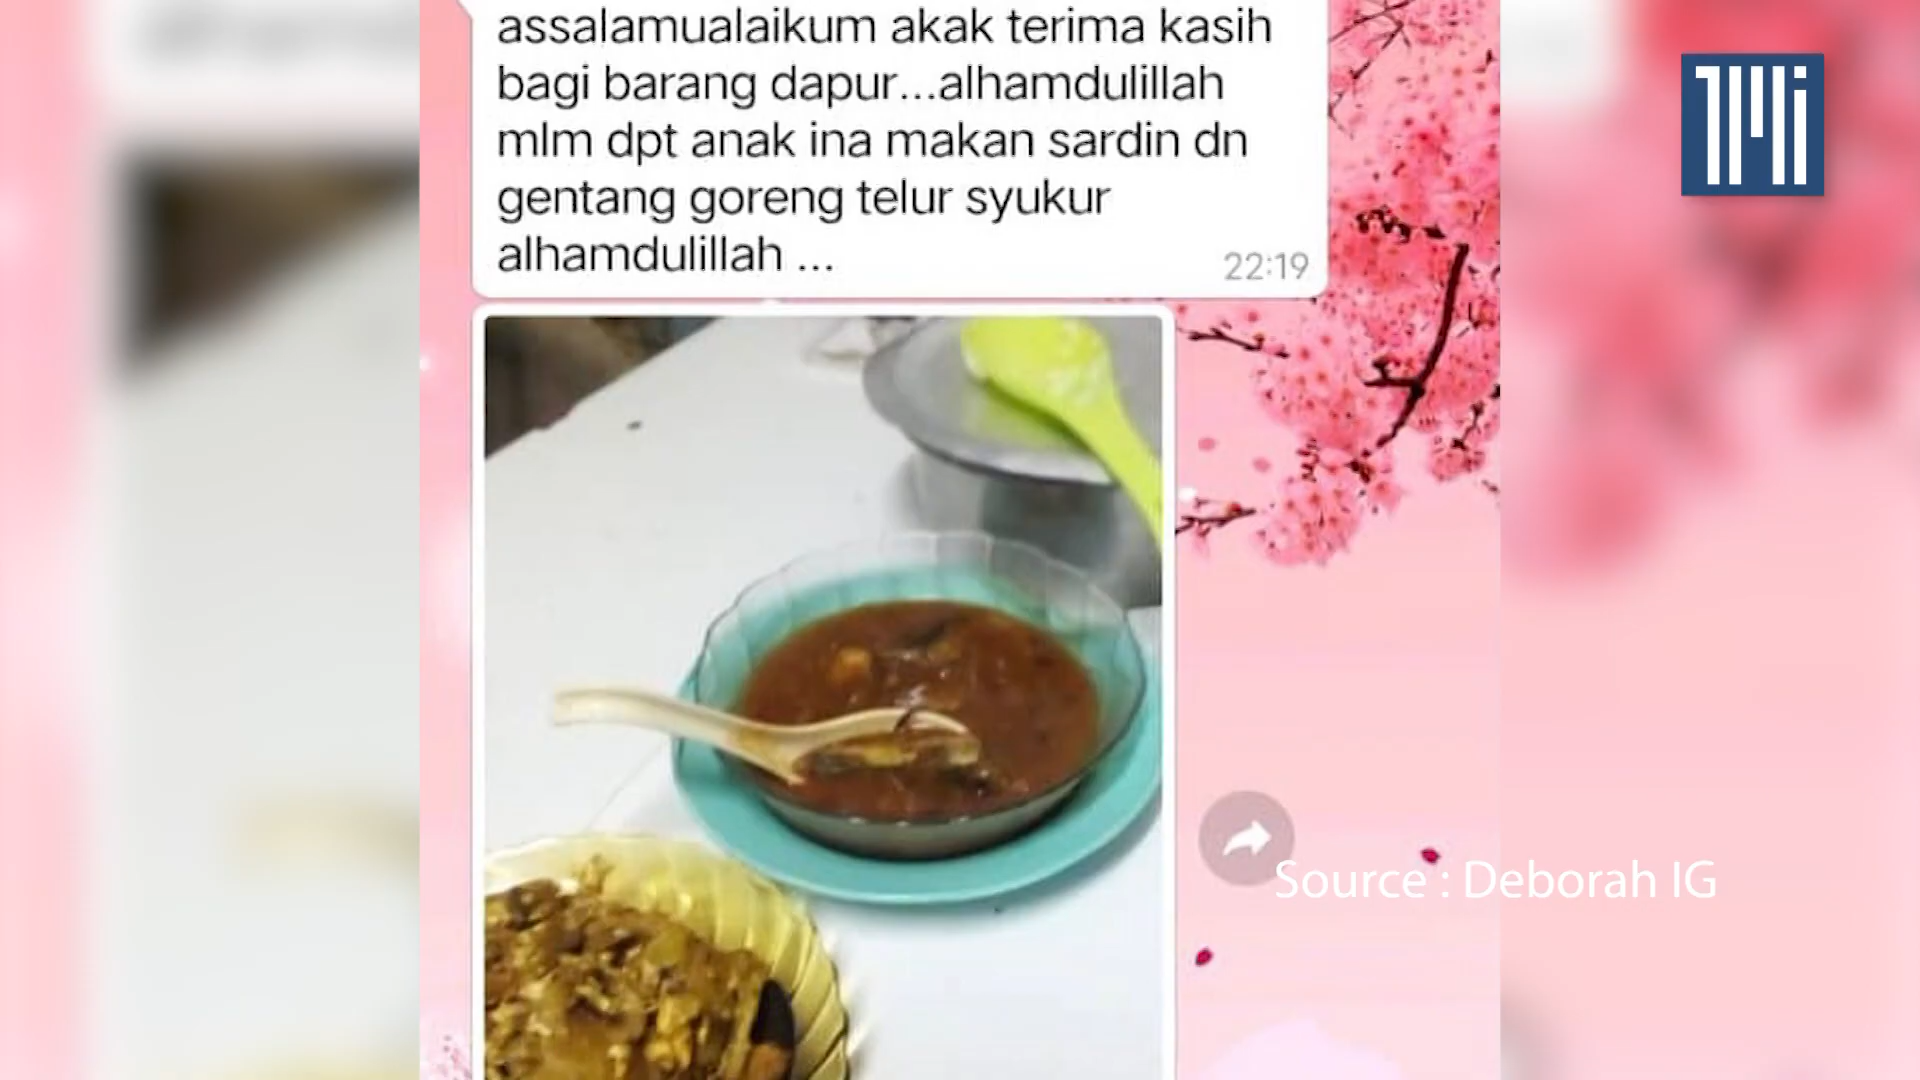 assalamualaikum akak terima kasih
bagi barang dapur...alhamdulillah
mlm dpt anak ina makan sardin dn
gentang goreng telur syukur
alhamdulillah ...
22:19
Source : Deborah IG